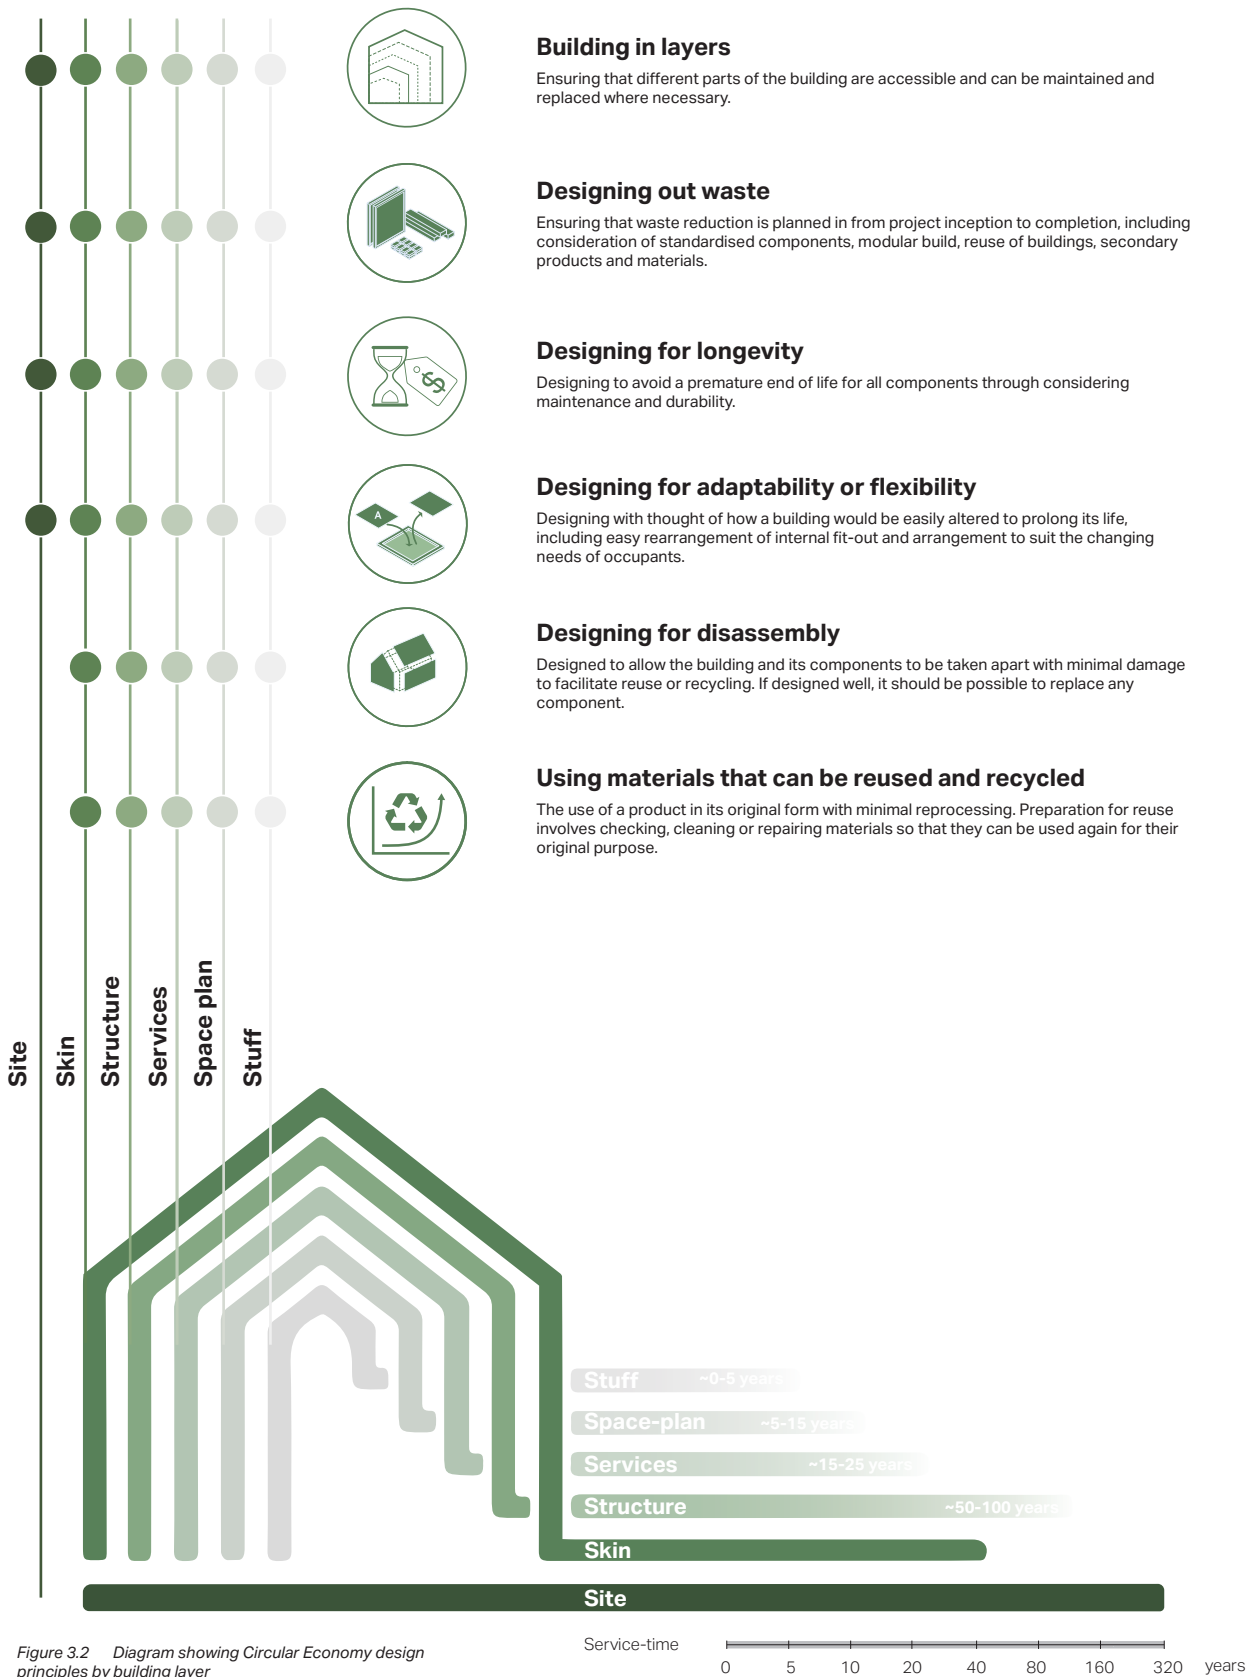 Building in layers
Ensuring that different parts of the building are accessible and can be maintained and
replaced where necessary.
Designing out waste
Ensuring that waste reduction is planned in from project inception to completion, including
consideration of standardised components, modular build, reuse of buildings, secondary
products and materials.
Designing for longevity
Designing to avoid a premature end of life for all components through considering
maintenance and durability.
$
Designing for adaptability or flexibility
Designing with thought of how a building would be easily altered to prolong its life,
including easy rearrangement of internal fit-out and arrangement to suit the changing
needs of occupants.
A
Designing for disassembly
Designed to allow the building and its components to be taken apart with minimal damage
to facilitate reuse or recycling. If designed well, it should be possible to replace any
component.
Using materials that can be reused and recycled
The use of a product in its original form with minimal reprocessing. Preparation for reuse
involves checking, cleaning or repairing materials so that they can be used again for their
original purpose.
Site
Skin
Structure
Services
Space plan
Stuff
Stuff ~0-5 years
Space-plan ~5-15 years
Services ~15-25 years
Structure ~50-100 years
Skin
Site
Service-time
0 5 10 20 40 80 160 320 years
Figure 3.2 Diagram showing Circular Economy design
principles by building layer